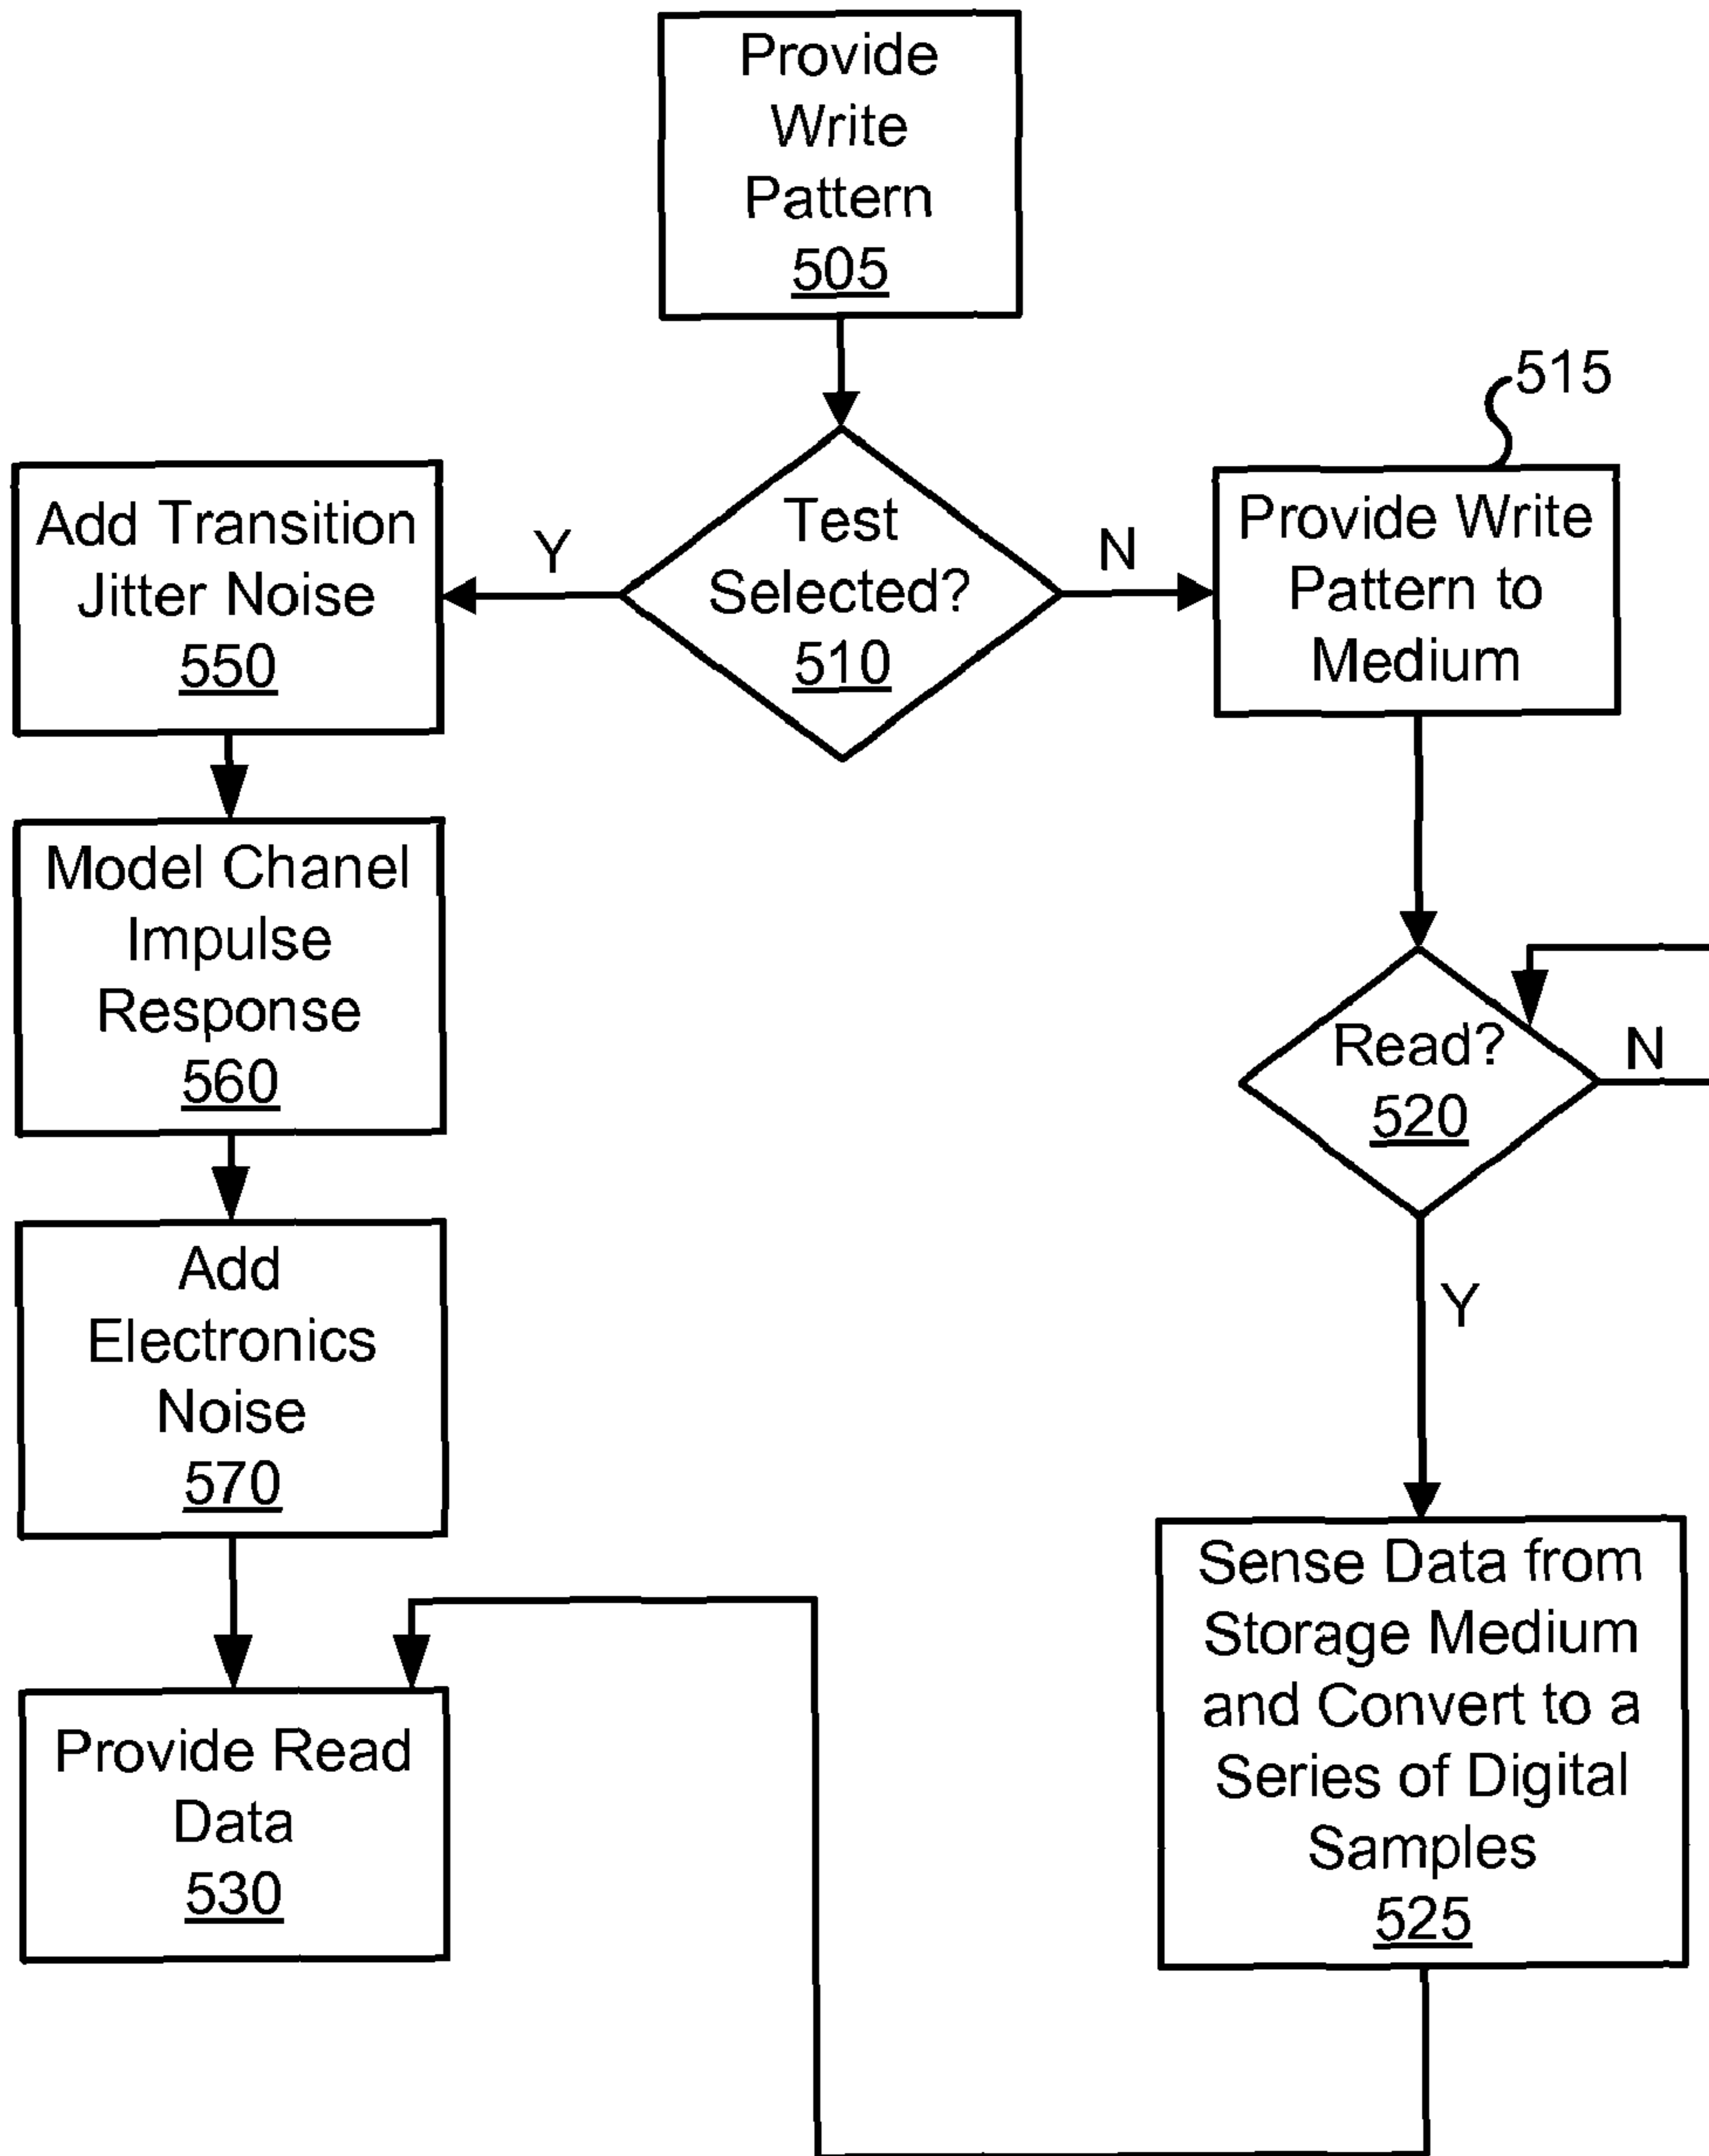 Provide
Write
Pattern
505
515
Test
Selected?
510
Y
N
Add Transition
Jitter Noise
550
Provide Write
Pattern to
Medium
Model Chanel
Impulse
Response
560
Read?
520
N
Y
Add
Electronics
Noise
570
Sense Data from
Storage Medium
and Convert to a
Series of Digital
Samples
525
Provide Read
Data
530